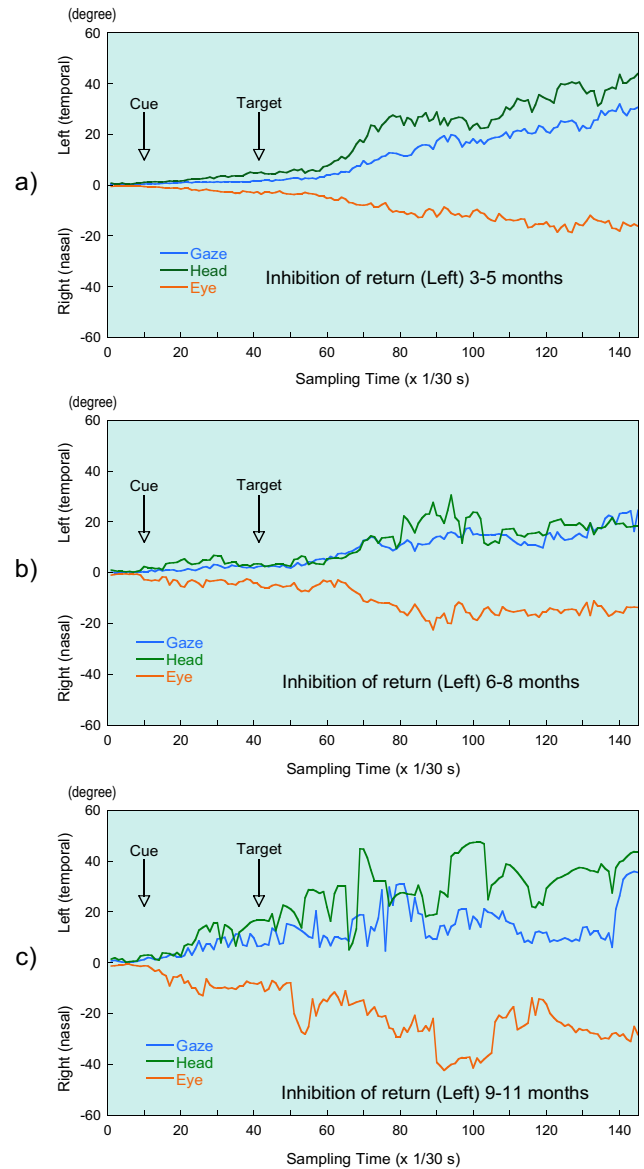 (degree)
60
40
20
0
-20
-40
-60
Left (temporal)
Right (nasal)
a)
Cue
Target
Gaze
Head
Eye
Inhibition of return (Left) 3-5 months
0
20
40
60
80
100
120
140
Sampling Time (x 1/30 s)
(degree)
60
40
20
0
-20
-40
-60
Left (temporal)
Right (nasal)
b)
Cue
Target
Gaze
Head
Eye
Inhibition of return (Left) 6-8 months
0
20
40
60
80
100
120
140
Sampling Time (x 1/30 s)
(degree)
60
40
20
0
-20
-40
-60
Left (temporal)
Right (nasal)
c)
Cue
Target
Gaze
Head
Eye
Inhibition of return (Left) 9-11 months
0
20
40
60
80
100
120
140
Sampling Time (x 1/30 s)